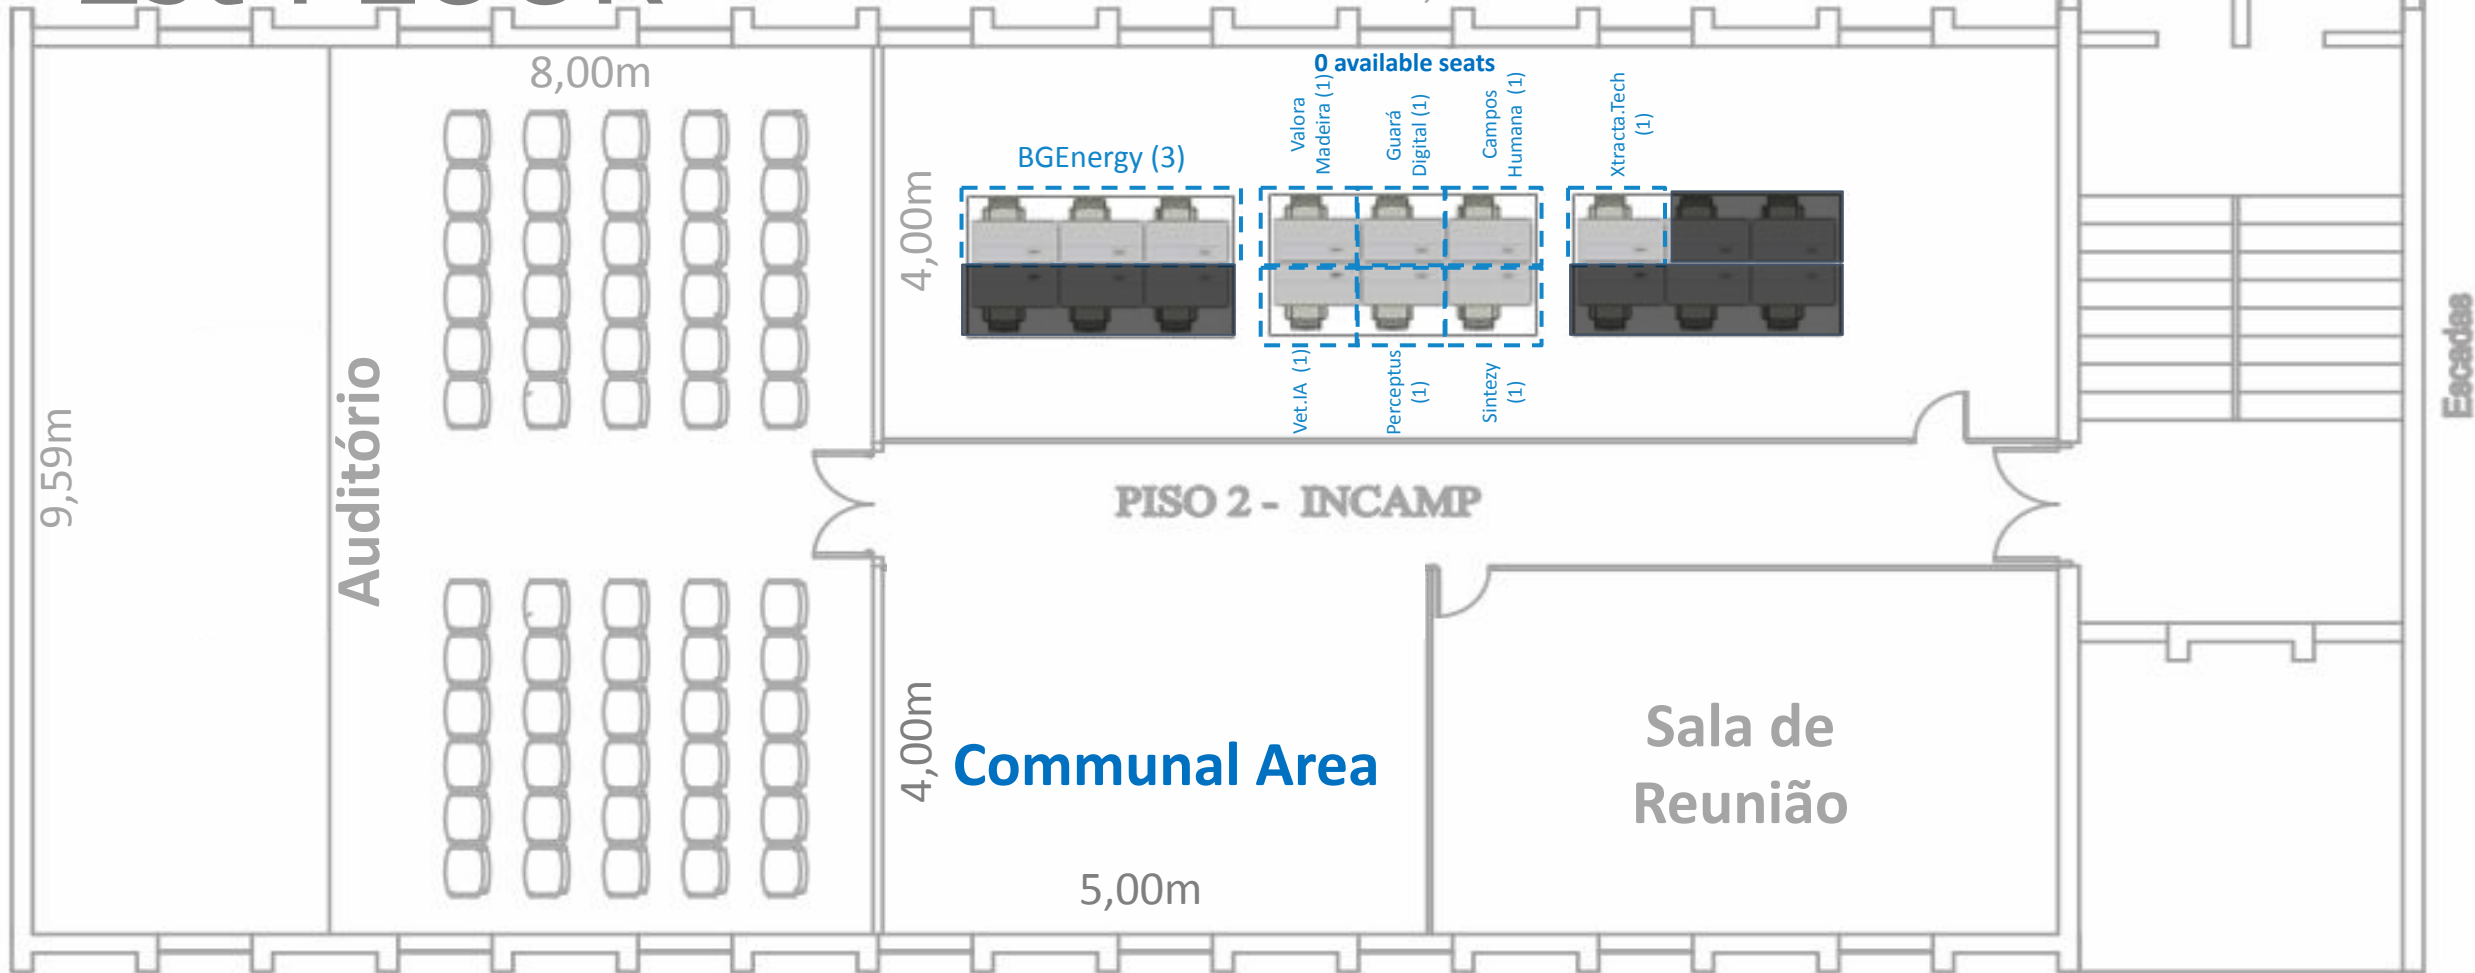 8,00m
0 available seats
Valora
Madeira (1)
Guará
Digital (1)
Campos
Humana (1)
Xtracta.Tech
(1)
BGEnergy (3)
4,00m
Vet.IA (1)
Perceptus
(1)
Sintezy
(1)
Escadas
9,59m
Auditório
PISO 2 - INCAMP
4,00m
Communal Area
Sala de
Reunião
5,00m